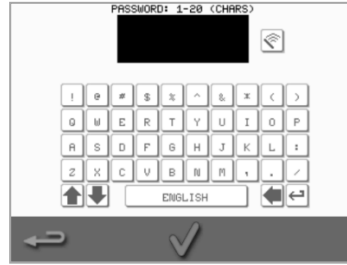 PASSWORD: 1-20 (CHARS)
! @ # $ % ^ & * ( )
Q W E R T Y U I O P
A S D F G H J K L :
Z X C V B N M , . /
ENGLISH